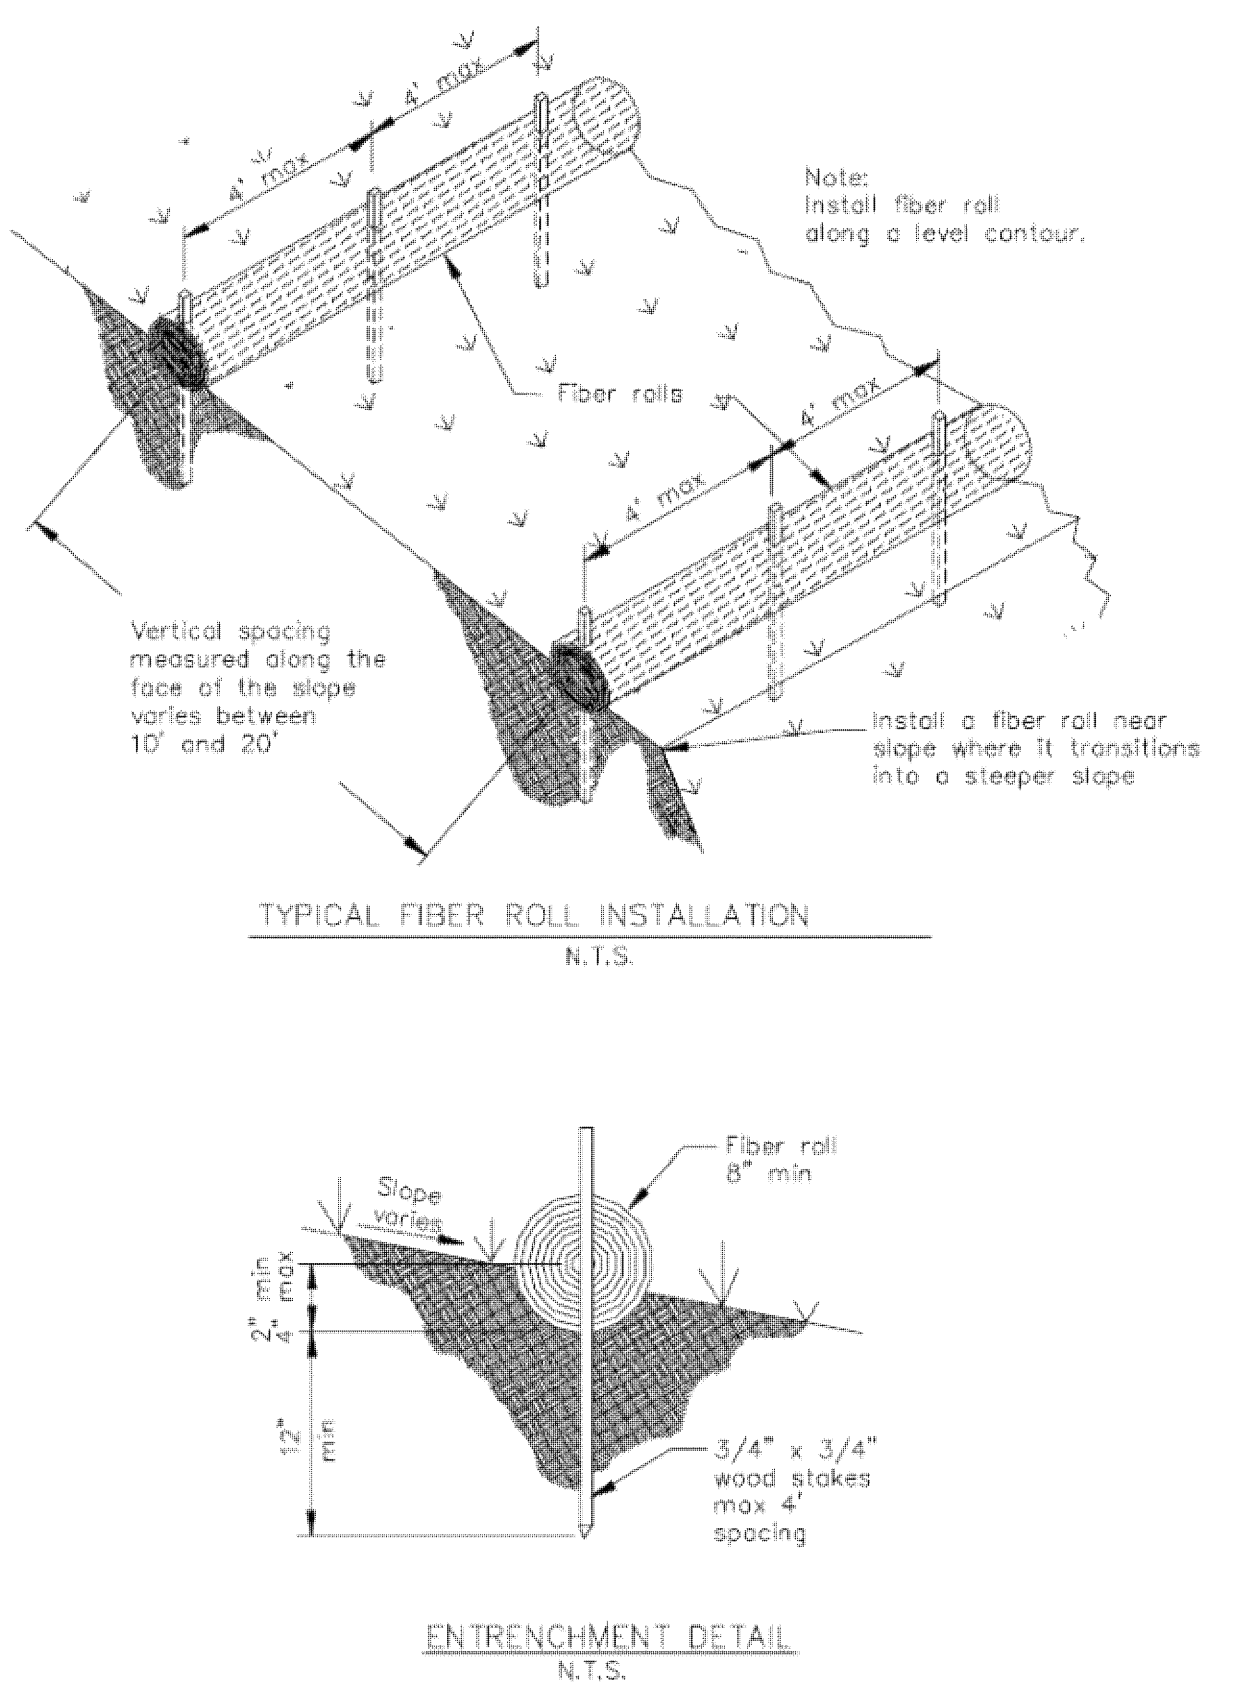 4' max
4' max
Note:
Install fiber roll
along a level contour.
Fiber rolls
4' max
4' max
Vertical spacing
measured along the
face of the slope
varies between
10' and 20'
Install a fiber roll near
slope where it transitions
into a steeper slope
TYPICAL FIBER ROLL INSTALLATION
N.T.S.
Fiber roll
8" min
Slope
varies
2" min
4" max
12"
min
3/4" x 3/4"
wood stakes
max 4'
spacing
ENTRENCHMENT DETAIL
N.T.S.